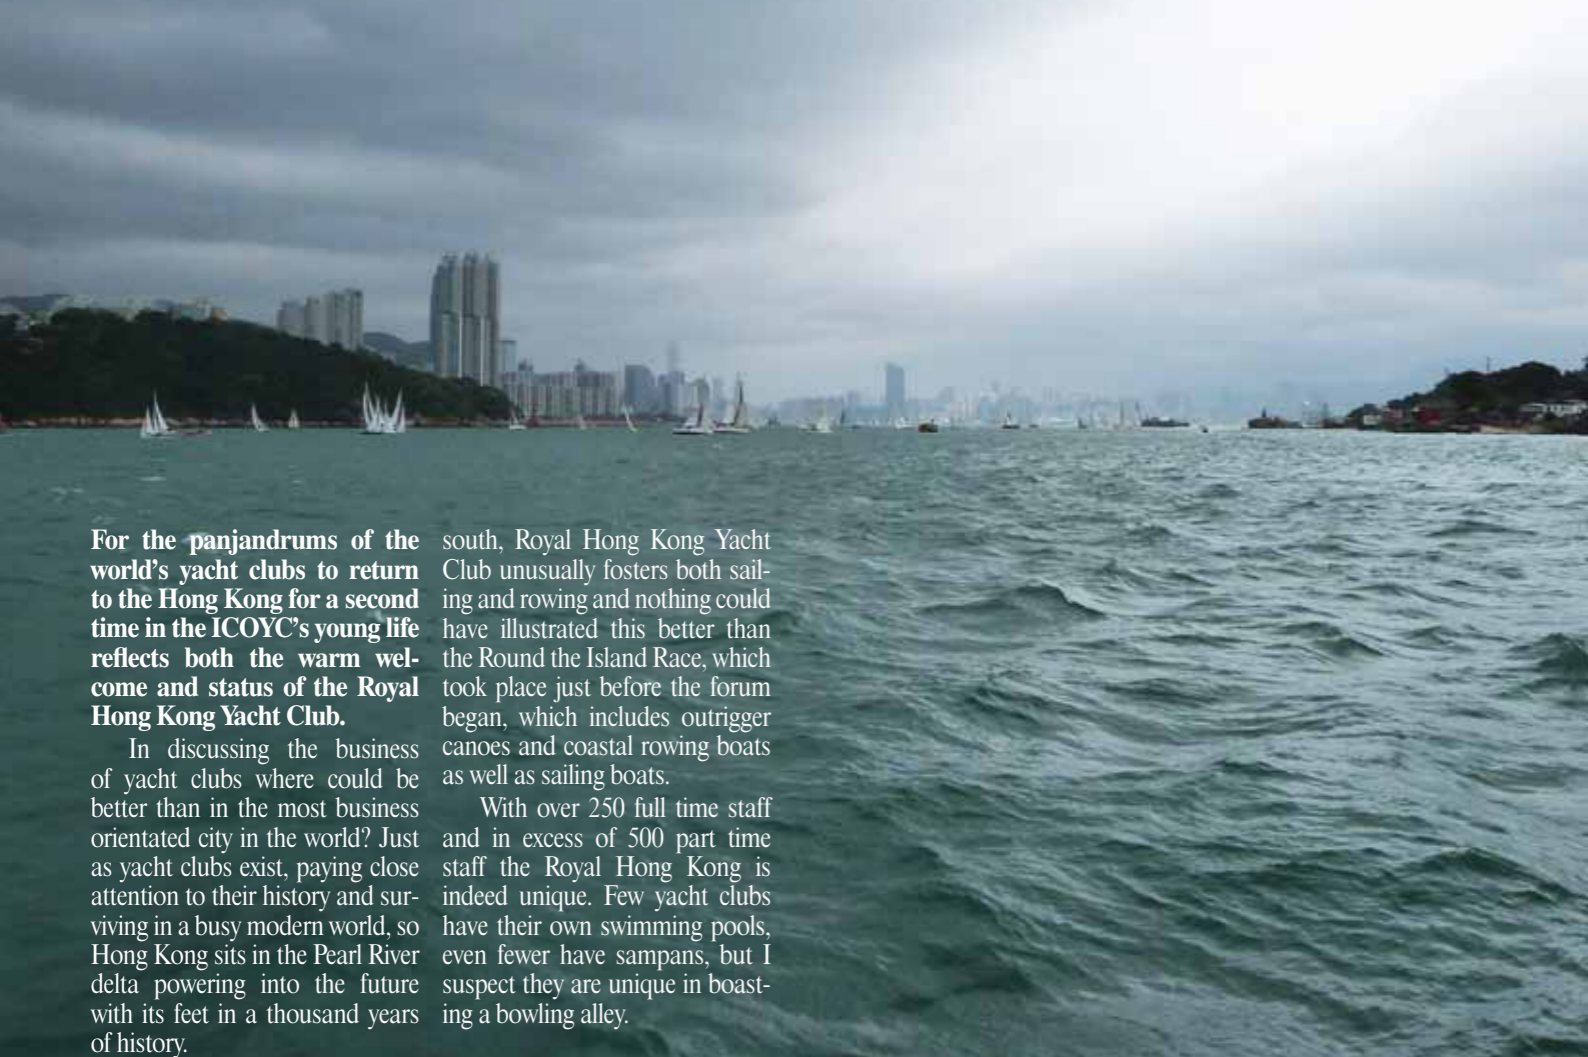 For the panjandrums of the
world’s yacht clubs to return
to the Hong Kong for a second
time in the ICOYC’s young life
reflects both the warm wel-
come and status of the Royal
Hong Kong Yacht Club.
In discussing the business
of yacht clubs where could be
better than in the most business
orientated city in the world? Just
as yacht clubs exist, paying close
attention to their history and sur-
viving in a busy modern world, so
Hong Kong sits in the Pearl River
delta powering into the future
with its feet in a thousand years
of history.
south, Royal Hong Kong Yacht
Club unusually fosters both sail-
ing and rowing and nothing could
have illustrated this better than
the Round the Island Race, which
took place just before the forum
began, which includes outrigger
canoes and coastal rowing boats
as well as sailing boats.
With over 250 full time staff
and in excess of 500 part time
staff the Royal Hong Kong is
indeed unique. Few yacht clubs
have their own swimming pools,
even fewer have sampans, but I
suspect they are unique in boast-
ing a bowling alley.